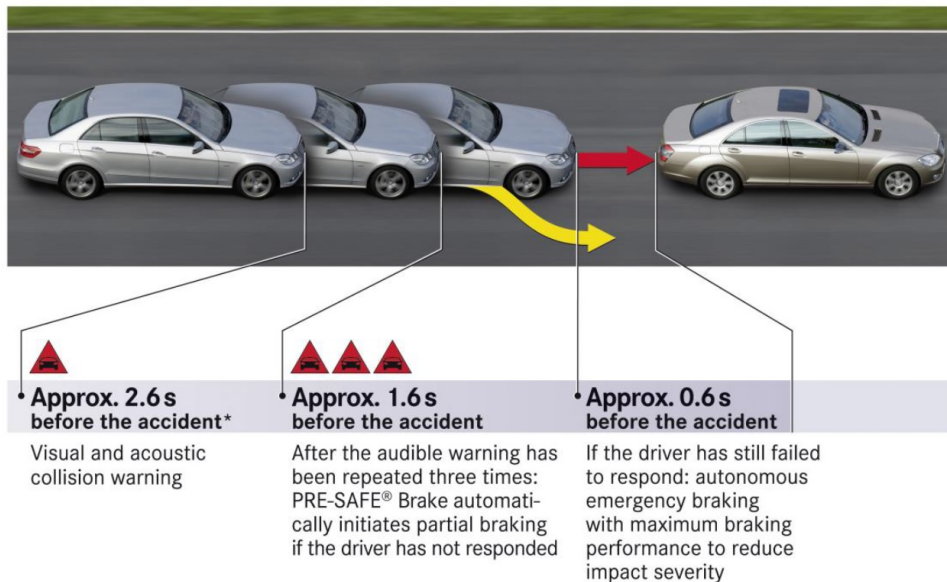 Approx. 2.6 s
before the accident*
Visual and acoustic
collision warning
Approx. 1.6 s
before the accident
After the audible warning has
been repeated three times:
PRE-SAFE® Brake automati-
cally initiates partial braking
if the driver has not responded
Approx. 0.6 s
before the accident
If the driver has still failed
to respond: autonomous
emergency braking
with maximum braking
performance to reduce
impact severity